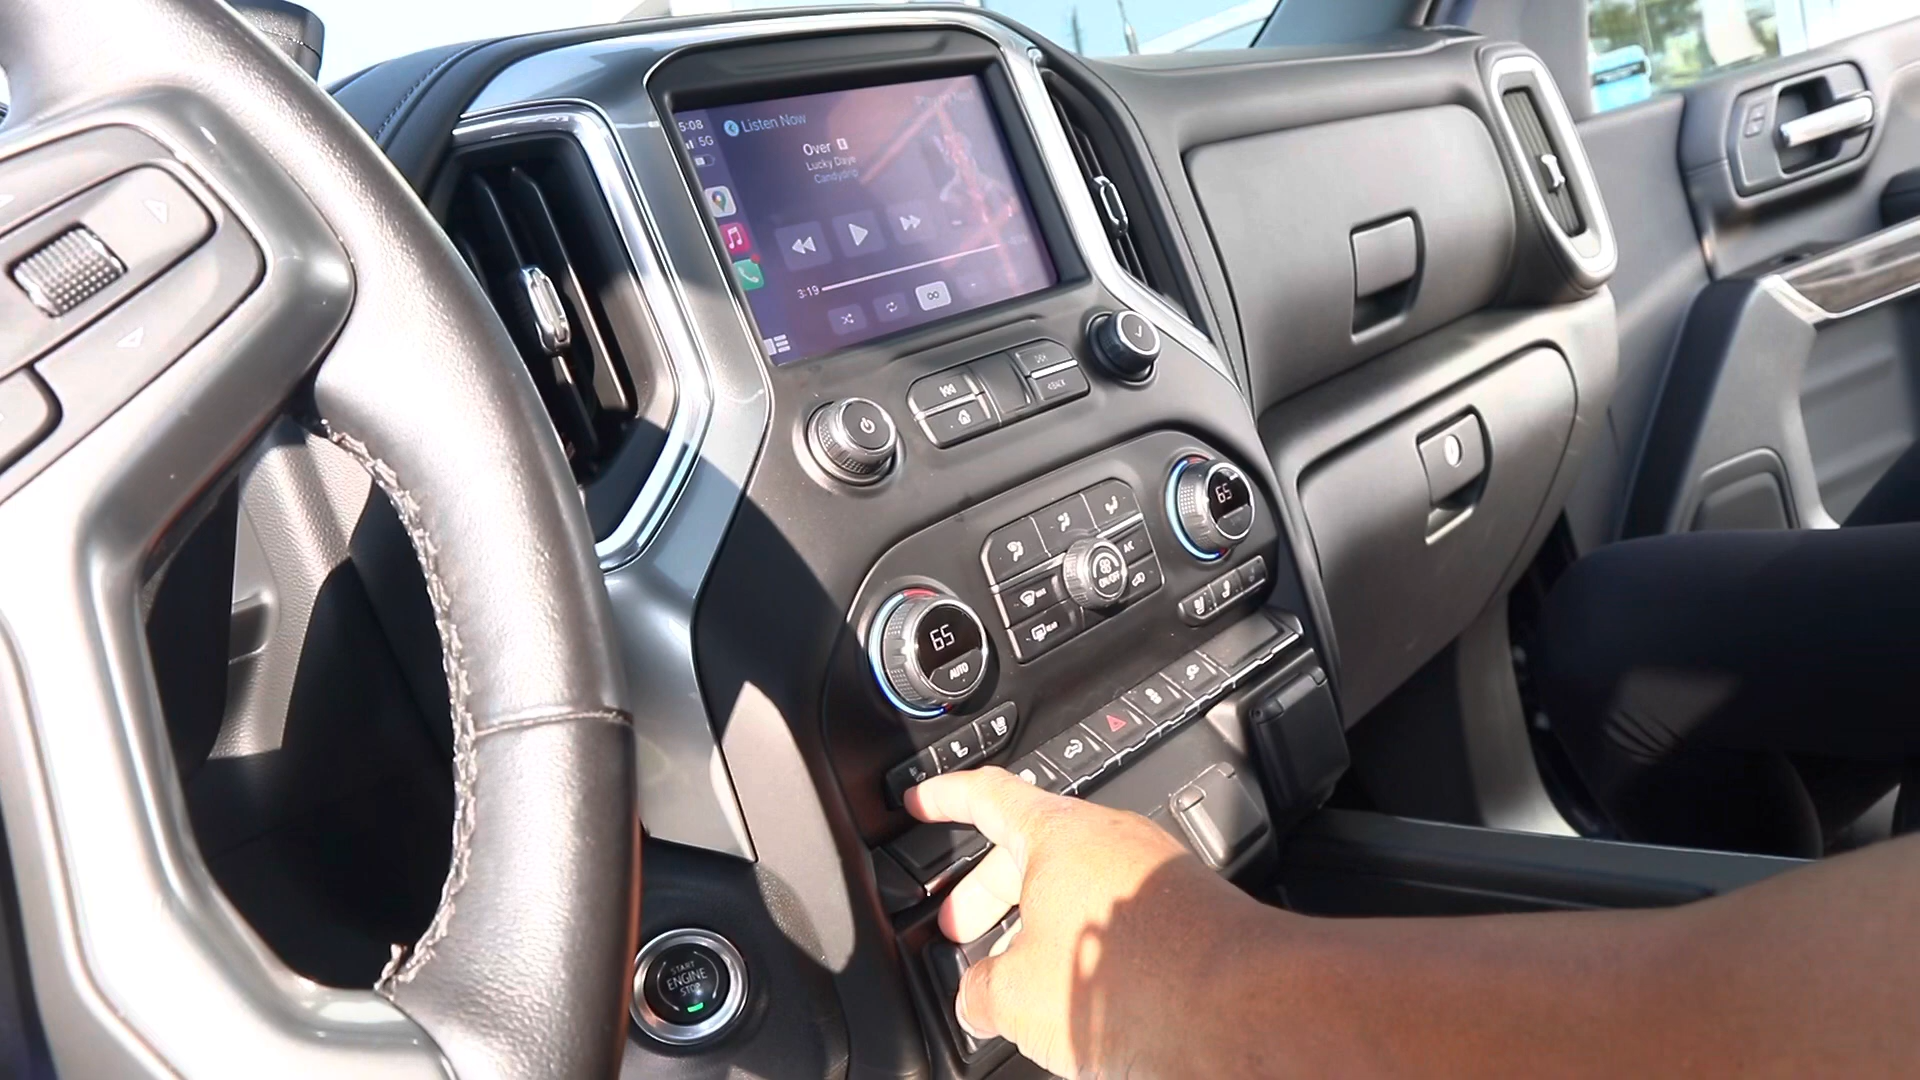 5:08
5G
Listen Now
Over E
Lucky Daye
Candydrip
3:19
65
A/C
ON/OFF
65
AUTO
REAR
START
ENGINE
STOP